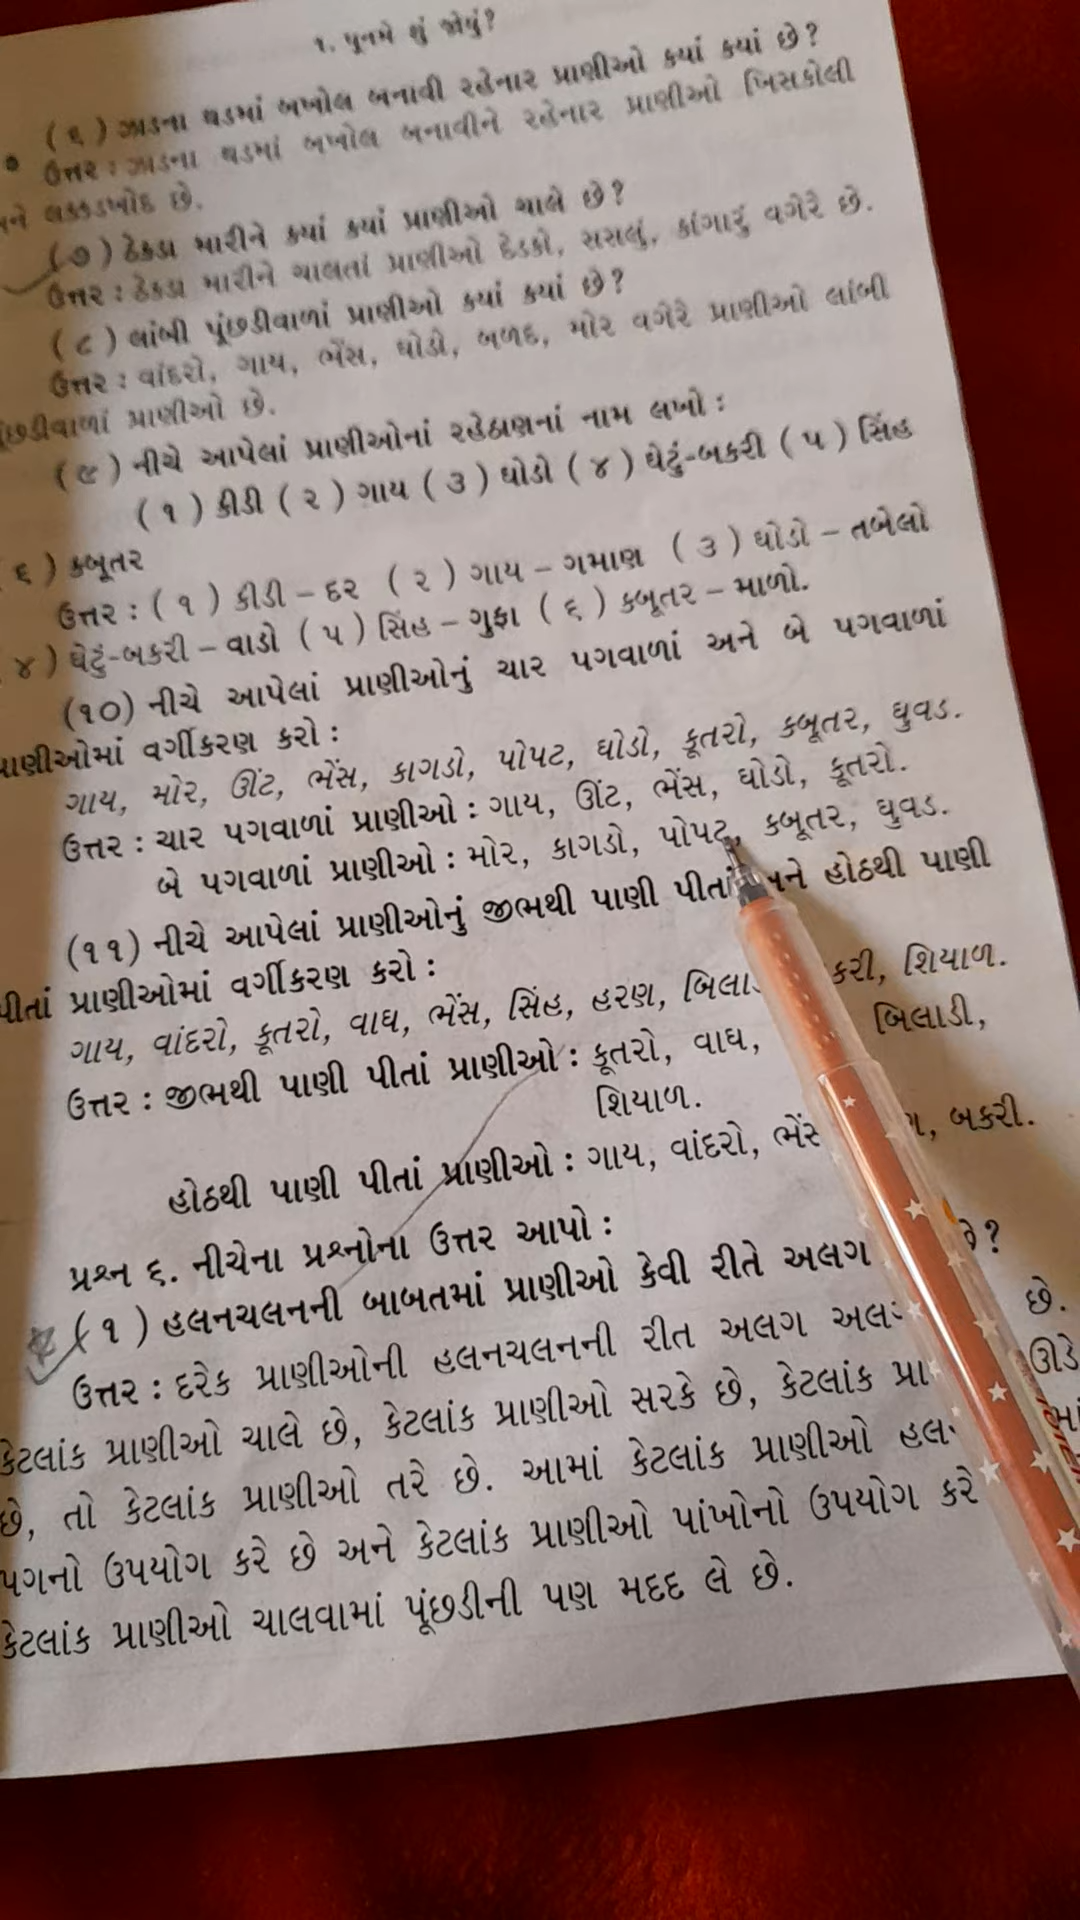 ૧. પૂનમે શું જોયું?
(૬) ઝાડના થડમાં બખોલ બનાવી રહેનાર પ્રાણીઓ કયાં કયાં છે?
ઉત્તર : ઝાડના થડમાં બખોલ બનાવીને રહેનાર પ્રાણીઓ ખિસકોલી
લક્કડખોદ છે.
(૭) ઠેકડા મારીને કયાં કયાં પ્રાણીઓ ચાલે છે?
ઉત્તર : ઠેકડા મારીને ચાલતાં પ્રાણીઓ દેડકો, સસલું, કાંગારું વગેરે છે.
(૮) લાંબી પૂંછડીવાળાં પ્રાણીઓ કયાં કયાં છે?
ઉત્તર : વાંદરો, ગાય, ભેંસ, ઘોડો, બળદ, મોર વગેરે પ્રાણીઓ લાંબી
પૂંછડીવાળાં પ્રાણીઓ છે.
(૯) નીચે આપેલાં પ્રાણીઓનાં રહેઠાણનાં નામ લખો :
(૧) કીડી (૨) ગાય (૩) ઘોડો (૪) ઘેટું-બકરી (૫) સિંહ
૬) કબૂતર
ઉત્તર : (૧) કીડી – દર (૨) ગાય – ગમાણ (૩) ઘોડો – તબેલો
૪) ઘેટું-બકરી – વાડો (૫) સિંહ – ગુફા (૬) કબૂતર – માળો.
(૧૦) નીચે આપેલાં પ્રાણીઓનું ચાર પગવાળાં અને બે પગવાળાં
પ્રાણીઓમાં વર્ગીકરણ કરો :
ગાય, મોર, ઊંટ, ભેંસ, કાગડો, પોપટ, ઘોડો, કૂતરો, કબૂતર, ઘુવડ.
ઉત્તર : ચાર પગવાળાં પ્રાણીઓ : ગાય, ઊંટ, ભેંસ, ઘોડો, કૂતરો.
બે પગવાળાં પ્રાણીઓ : મોર, કાગડો, પોપટ, કબૂતર, ઘુવડ.
(૧૧) નીચે આપેલાં પ્રાણીઓનું જીભથી પાણી પીતાં અને હોઠથી પાણી
પીતાં પ્રાણીઓમાં વર્ગીકરણ કરો :
ગાય, વાંદરો, કૂતરો, વાઘ, ભેંસ, સિંહ, હરણ, શિયાળ.
ઉત્તર : જીભથી પાણી પીતાં પ્રાણીઓ : કૂતરો, વાઘ, બિલાડી,
શિયાળ.
હોઠથી પાણી પીતાં પ્રાણીઓ : ગાય, વાંદરો, બકરી.
પ્રશ્ન ૬. નીચેના પ્રશ્નોના ઉત્તર આપો :
(૧) હલનચલનની બાબતમાં પ્રાણીઓ કેવી રીતે અલગ
ઉત્તર : દરેક પ્રાણીઓની હલનચલનની રીત અલગ છે.
કેટલાંક પ્રાણીઓ ચાલે છે, કેટલાંક પ્રાણીઓ સરકે છે, કેટલાંક ઊડે
છે, તો કેટલાંક પ્રાણીઓ તરે છે. આમાં કેટલાંક પ્રાણીઓ
પગનો ઉપયોગ કરે છે અને કેટલાંક પ્રાણીઓ પાંખોનો ઉપયોગ કરે
કેટલાંક પ્રાણીઓ ચાલવામાં પૂંછડીની પણ મદદ લે છે.